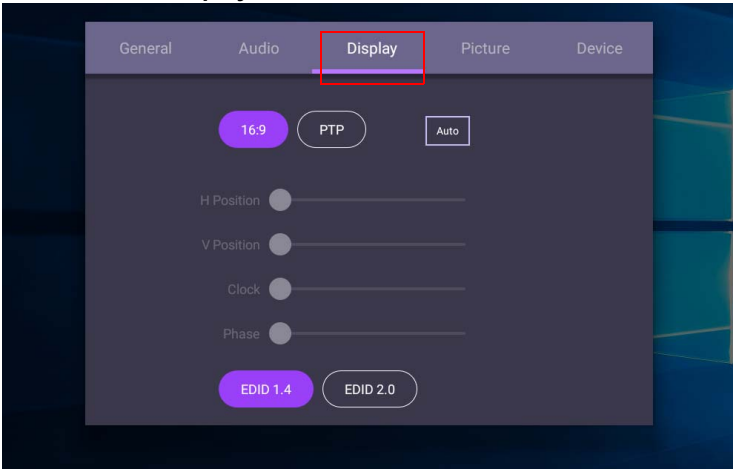 General Audio Display Picture Device
16:9 PTP Auto
H Position
V Position
Clock
Phase
EDID 1.4 EDID 2.0